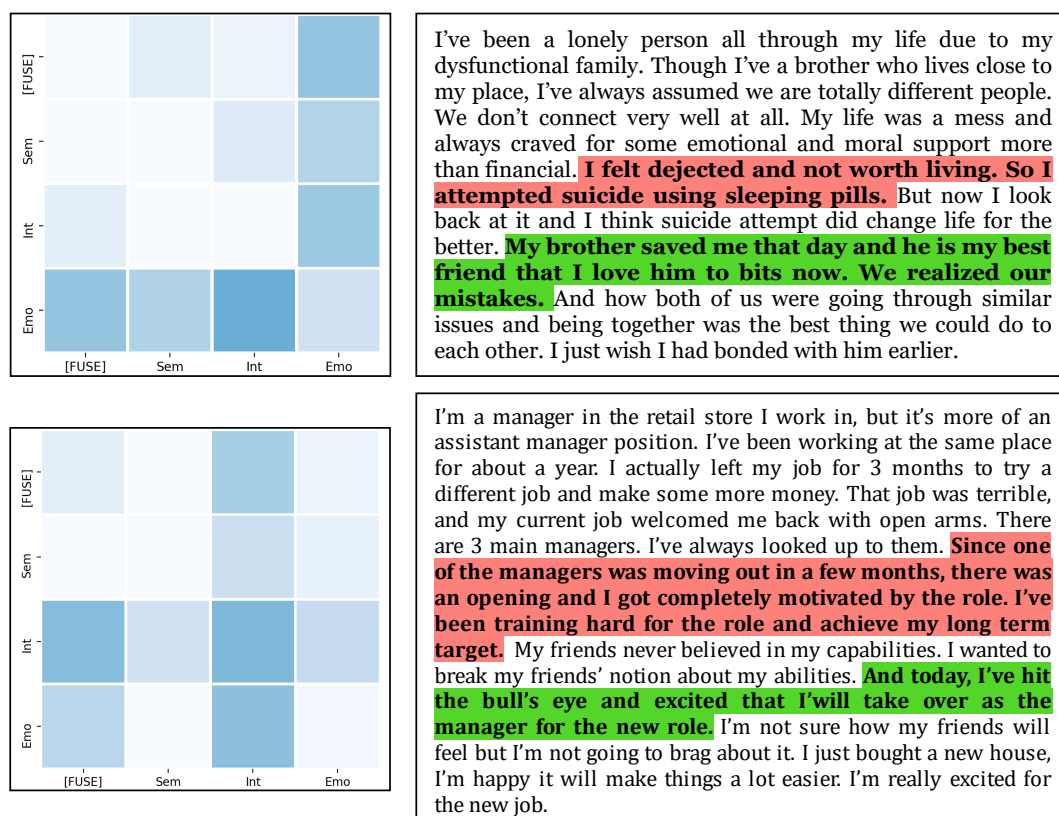 [FUSE]
Sem
Int
Emo
[FUSE] Sem Int Emo
I've been a lonely person all through my life due to my
dysfunctional family. Though I've a brother who lives close to
my place, I've always assumed we are totally different people.
We don't connect very well at all. My life was a mess and
always craved for some emotional and moral support more
than financial. I felt dejected and not worth living. So I
attempted suicide using sleeping pills. But now I look
back at it and I think suicide attempt did change life for the
better. My brother saved me that day and he is my best
friend that I love him to bits now. We realized our
mistakes. And how both of us were going through similar
issues and being together was the best thing we could do to
each other. I just wish I had bonded with him earlier.
[FUSE]
Sem
Int
Emo
[FUSE] Sem Int Emo
I'm a manager in the retail store I work in, but it's more of an
assistant manager position. I've been working at the same place
for about a year. I actually left my job for 3 months to try a
different job and make some more money. That job was terrible,
and my current job welcomed me back with open arms. There
are 3 main managers. I've always looked up to them. Since one
of the managers was moving out in a few months, there was
an opening and I got completely motivated by the role. I've
been training hard for the role and achieve my long term
target. My friends never believed in my capabilities. I wanted to
break my friends' notion about my abilities. And today, I've hit
the bull's eye and excited that I'will take over as the
manager for the new role. I'm not sure how my friends will
feel but I'm not going to brag about it. I just bought a new house,
I'm happy it will make things a lot easier. I'm really excited for
the new job.